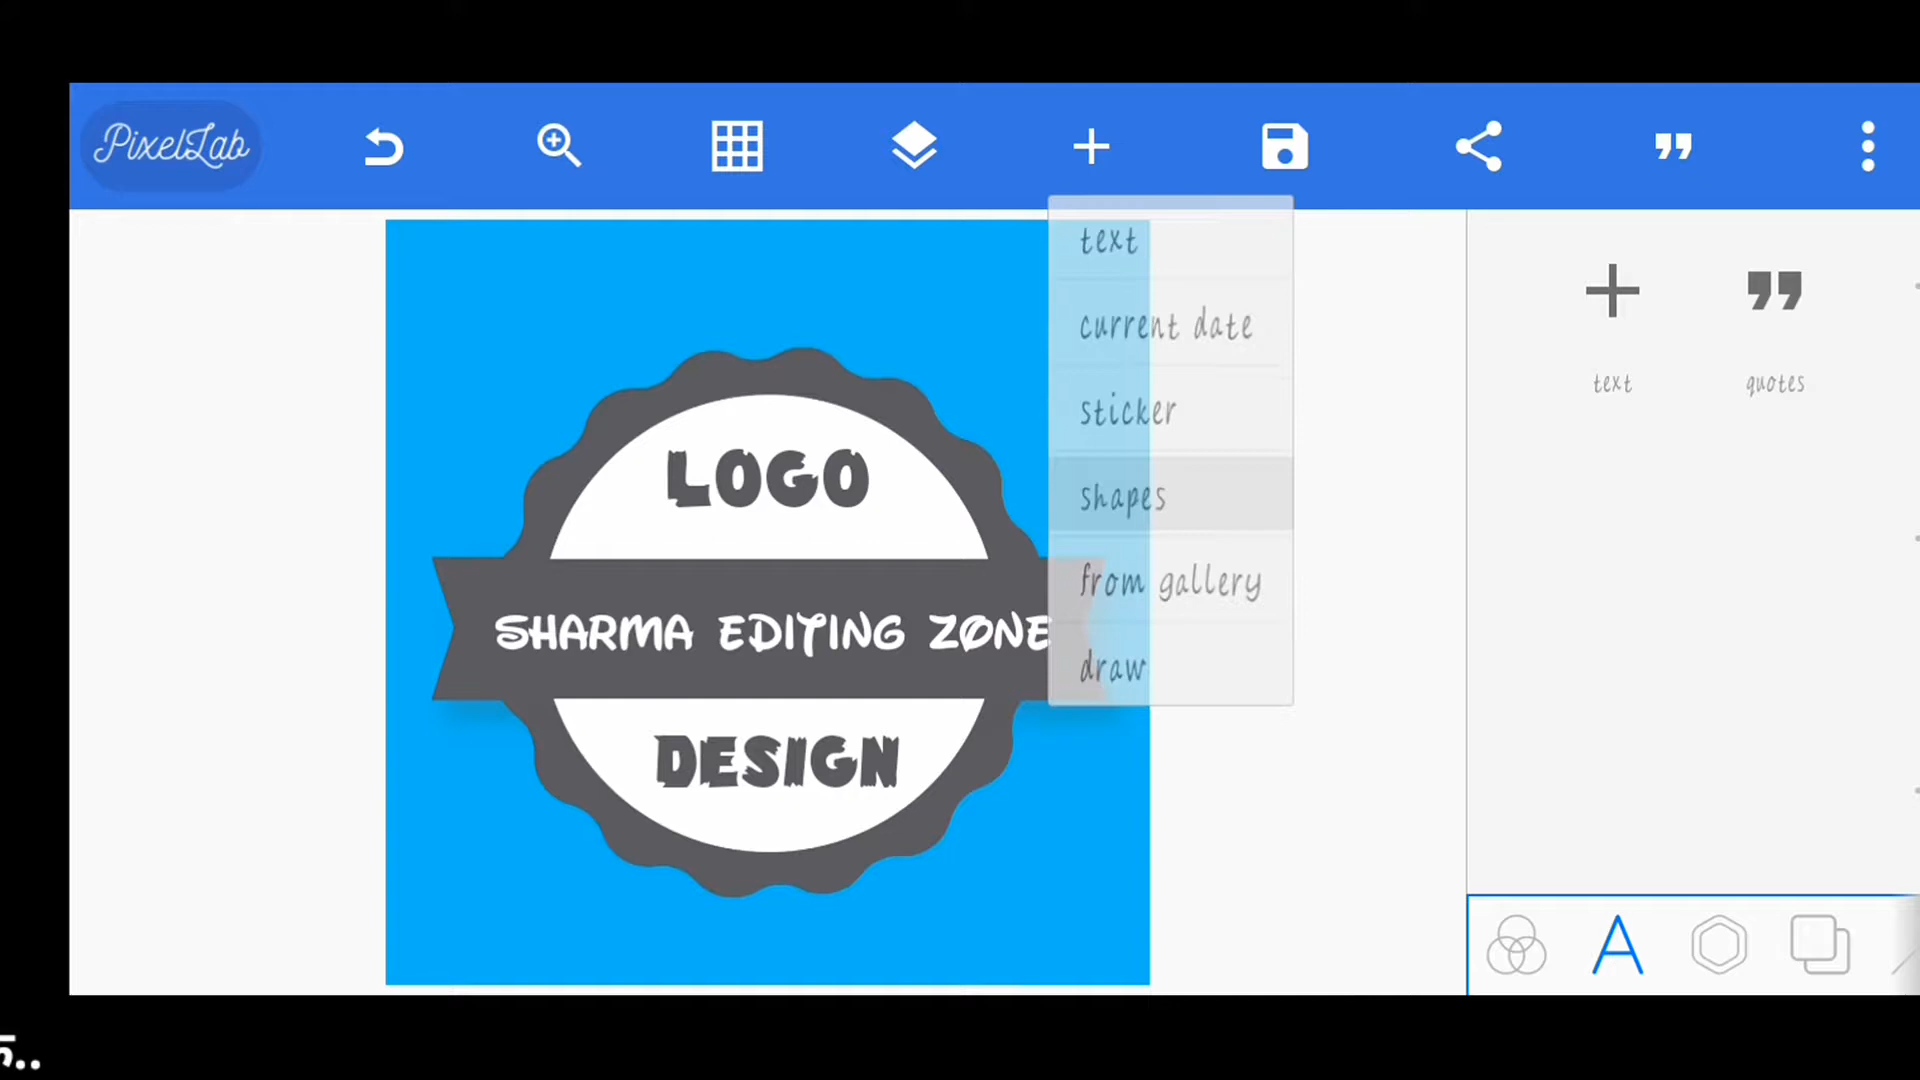 PixelLab
text
current date
sticker
shapes
from gallery
draw
LOGO
SHARMA EDITING ZONE
DESIGN
text
quotes
A